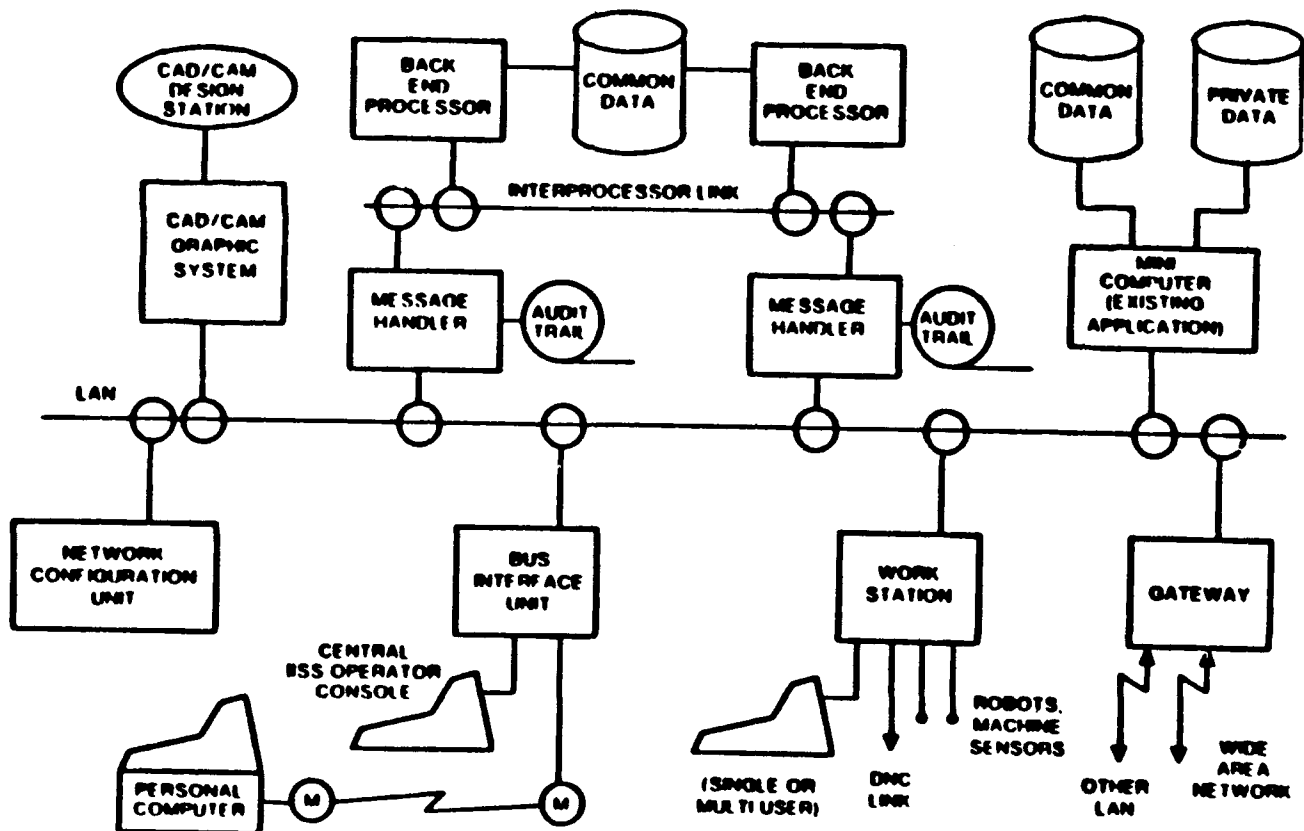 CAD/CAM
DESIGN
STATION
BACK
END
PROCESSOR
COMMON
DATA
BACK
END
PROCESSOR
COMMON
DATA
PRIVATE
DATA
INTERPROCESSOR LINK
CAD/CAM
GRAPHIC
SYSTEM
MESSAGE
HANDLER
AUDIT
TRAIL
MESSAGE
HANDLER
AUDIT
TRAIL
MINI
COMPUTER
(EXISTING
APPLICATION)
LAN
NETWORK
CONFIGURATION
UNIT
BUS
INTERFACE
UNIT
WORK
STATION
GATEWAY
CENTRAL
IISS OPERATOR
CONSOLE
PERSONAL
COMPUTER
M
M
(SINGLE OR
MULTI USER)
DNC
LINK
ROBOTS,
MACHINE
SENSORS
OTHER
LAN
WIDE
AREA
NETWORK